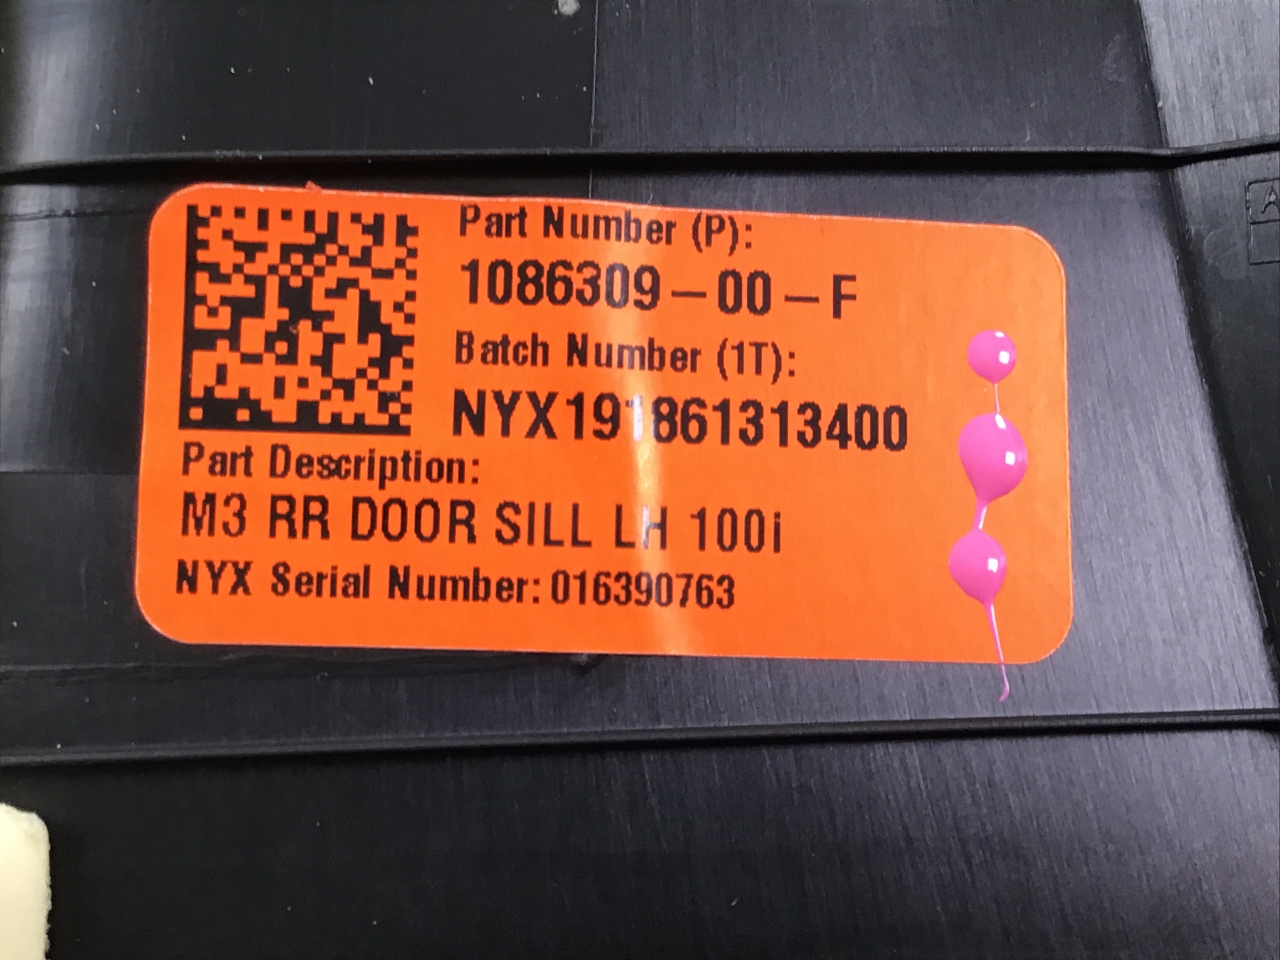 Part Number (P):
1086309-00-F
Batch Number (1T):
NYX191861313400
Part Description:
M3 RR DOOR SILL LH 100i
NYX Serial Number: 016390763